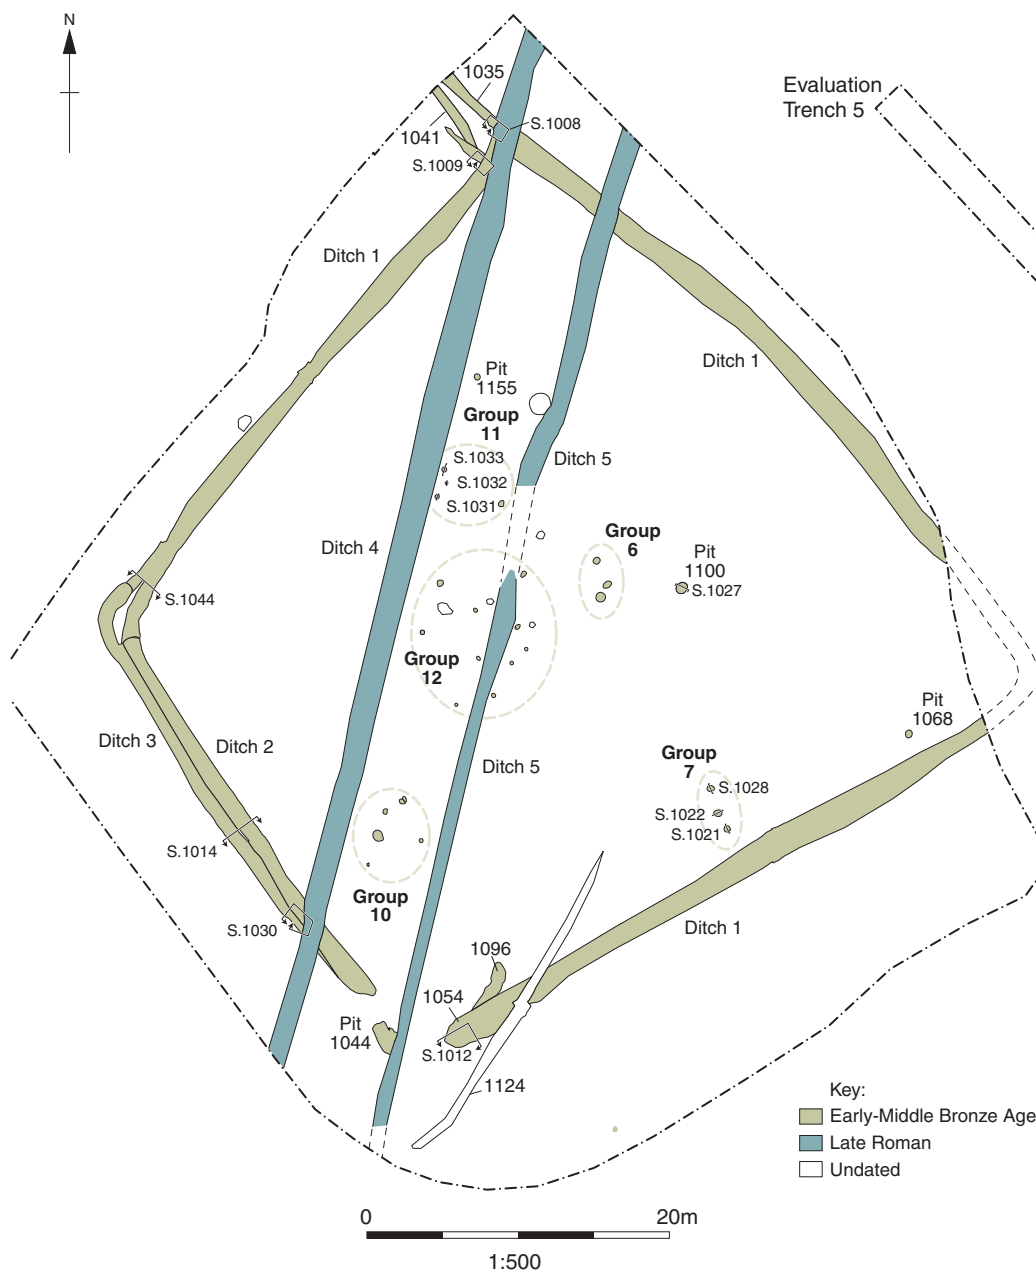 N
1035
Evaluation
Trench 5
S.1008
1041
S.1009
Ditch 1
Ditch 1
Pit
1155
Group
11
S.1033
Ditch 5
S.1032
S.1031
Ditch 4
Group
6
Pit
1100
S.1027
S.1044
Group
12
Pit
1068
Ditch 3
Ditch 2
Ditch 5
Group
7
S.1028
S.1022
S.1021
S.1014
Group
10
S.1030
Ditch 1
1096
1054
Pit
1044
S.1012
1124
Key:
Early-Middle Bronze Age
Late Roman
Undated
0
20m
1:500